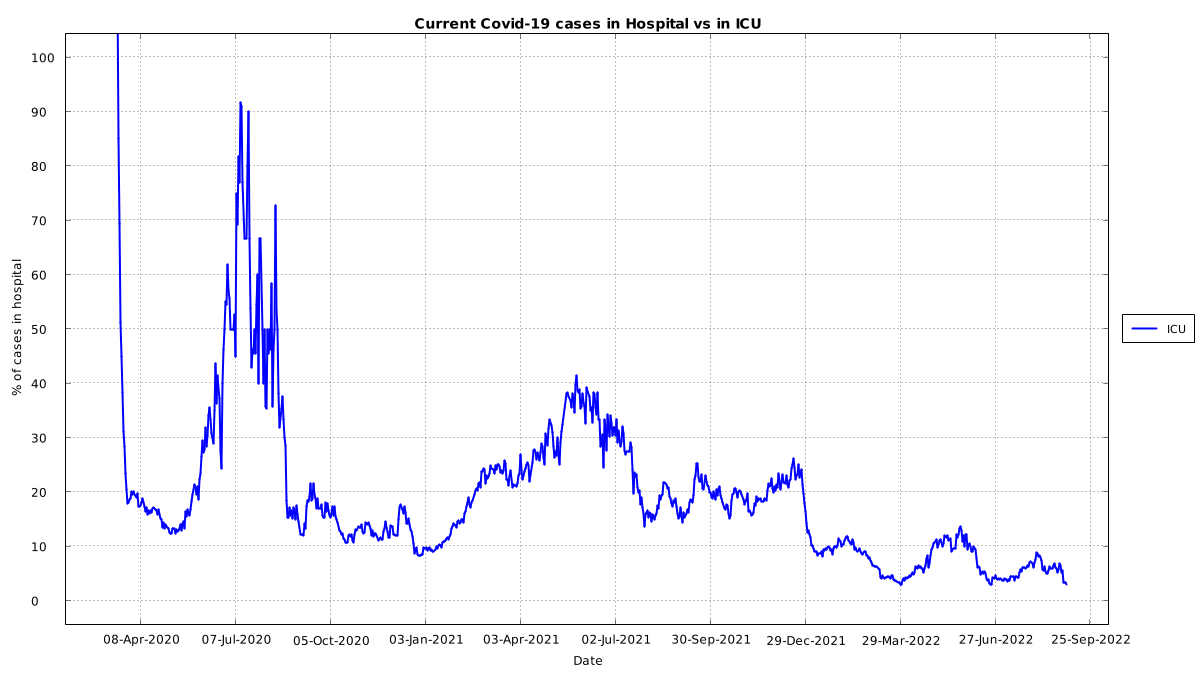 Current Covid-19 cases in Hospital vs in ICU
% of cases in hospital
100
90
80
70
60
50
40
30
20
10
0
08-Apr-2020 07-Jul-2020 05-Oct-2020 03-Jan-2021 03-Apr-2021 02-Jul-2021 30-Sep-2021 29-Dec-2021 29-Mar-2022 27-Jun-2022 25-Sep-2022
Date
ICU